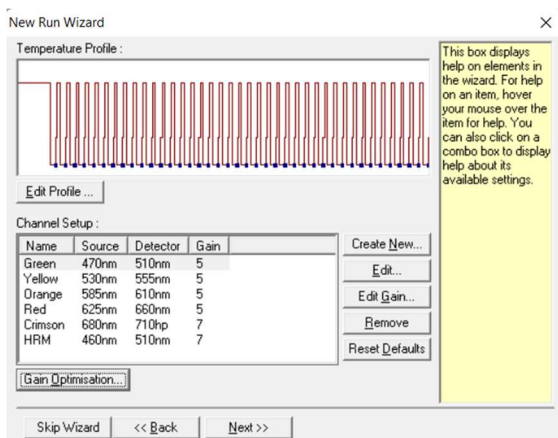 New Run Wizard
Temperature Profile :
Edit Profile ...
Channel Setup :
Name Source Detector Gain
Green 470nm 510nm 5
Yellow 530nm 555nm 5
Orange 585nm 610nm 5
Red 625nm 660nm 5
Crimson 680nm 710hp 7
HRM 460nm 510nm 7
Create New...
Edit...
Edit Gain...
Remove
Reset Defaults
Gain Optimisation...
Skip Wizard
<< Back
Next >>
This box displays
help on elements in
the wizard. For help
on an item, hover
your mouse over the
item for help. You
can also click on a
combo box to display
help about its
available settings.